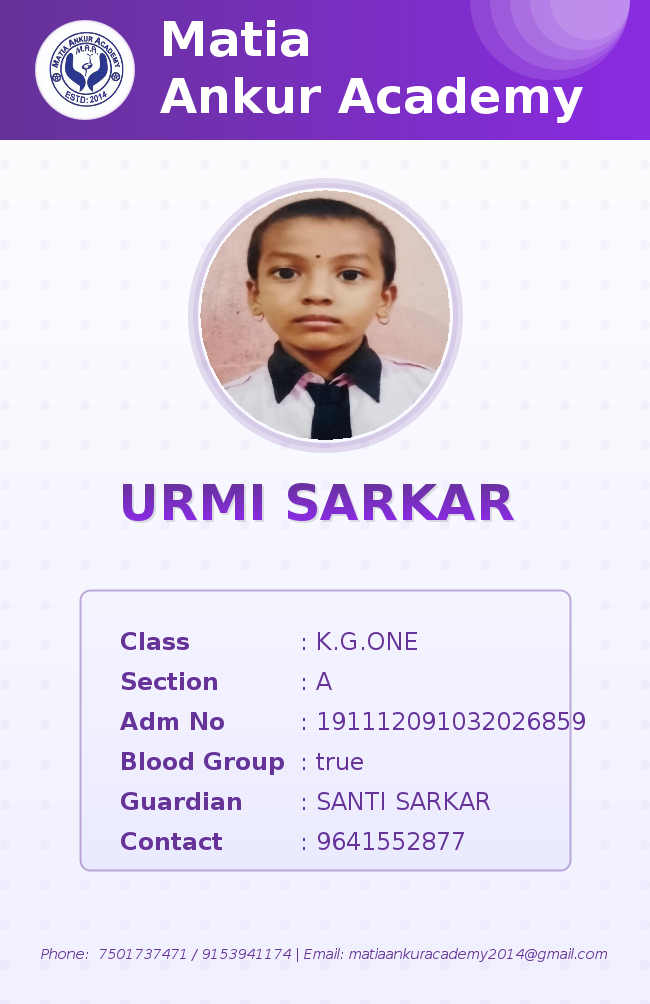 Matia
Ankur Academy
MATIA ANKUR ACADEMY
M.A.A
ESTD: 2014
URMI SARKAR
Class : K.G.ONE
Section : A
Adm No : 191112091032026859
Blood Group : true
Guardian : SANTI SARKAR
Contact : 9641552877
Phone: 7501737471 / 9153941174 | Email: matiaankuracademy2014@gmail.com